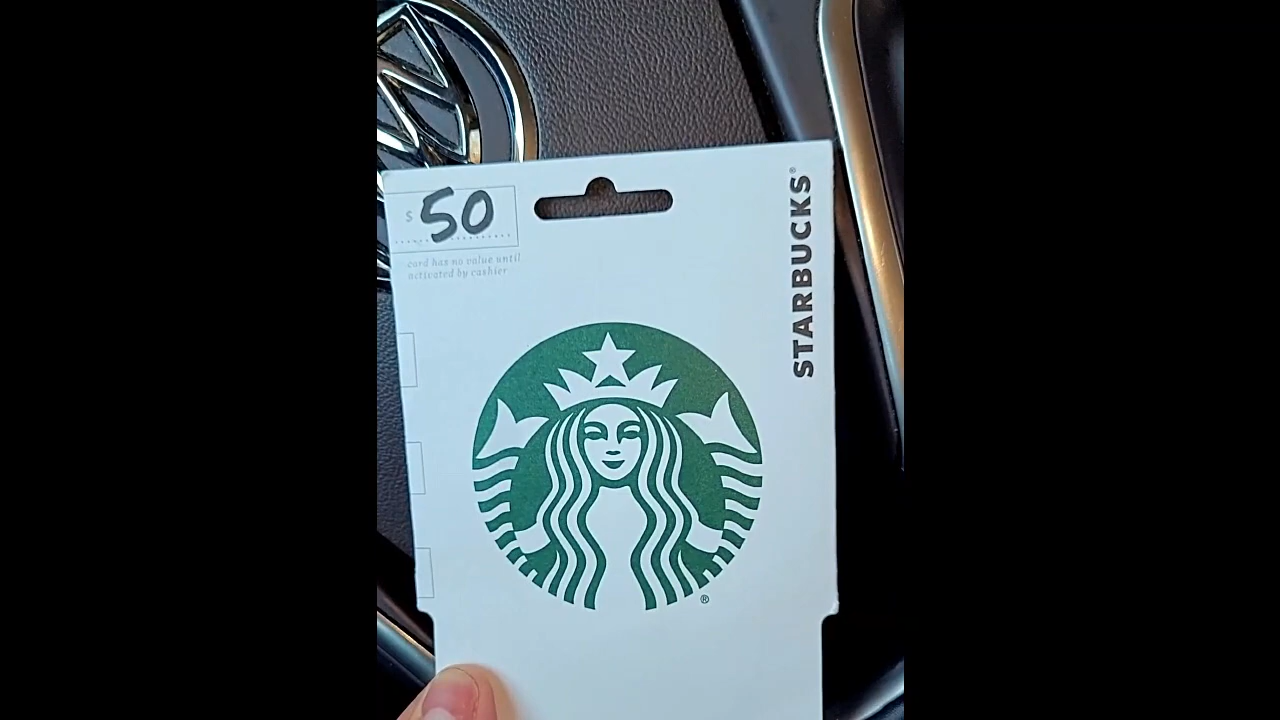 $ 50
card has no value until
activated by cashier
STARBUCKS®
®